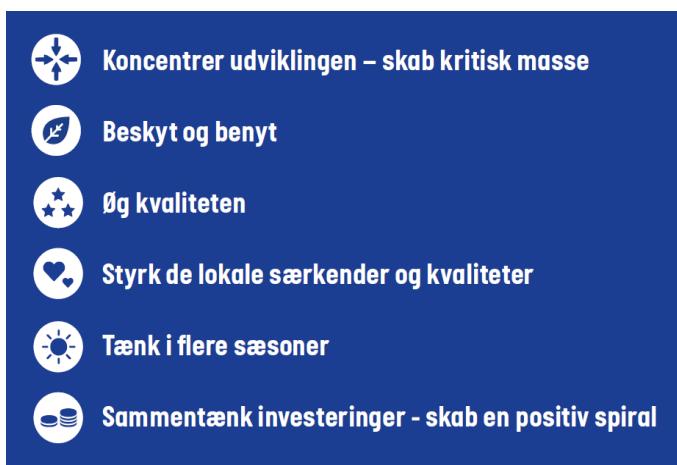 Koncentrer udviklingen – skab kritisk masse
Beskyt og benyt
Øg kvaliteten
Styrk de lokale særkender og kvaliteter
Tænk i flere sæsoner
Sammentænk investeringer - skab en positiv spiral